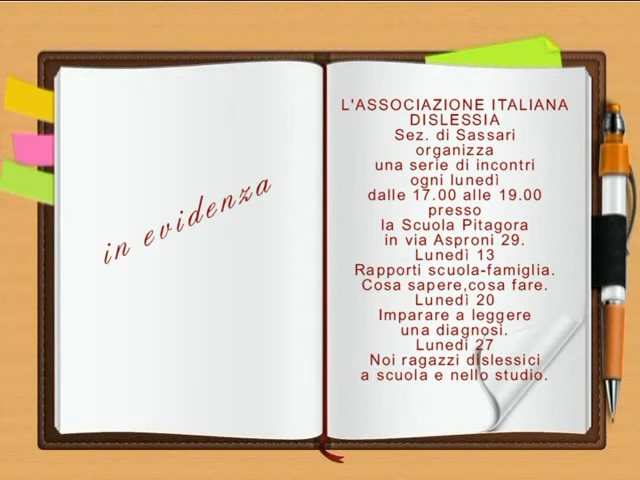 in evidenza
L'ASSOCIAZIONE ITALIANA
DISLESSIA
Sez. di Sassari
organizza
una serie di incontri
ogni lunedì
dalle 17.00 alle 19.00
presso
la Scuola Pitagora
in via Asproni 29.
Lunedì 13
Rapporti scuola-famiglia.
Cosa sapere,cosa fare.
Lunedì 20
Imparare a leggere
una diagnosi.
Lunedì 27
Noi ragazzi dislessici
a scuola e nello studio.